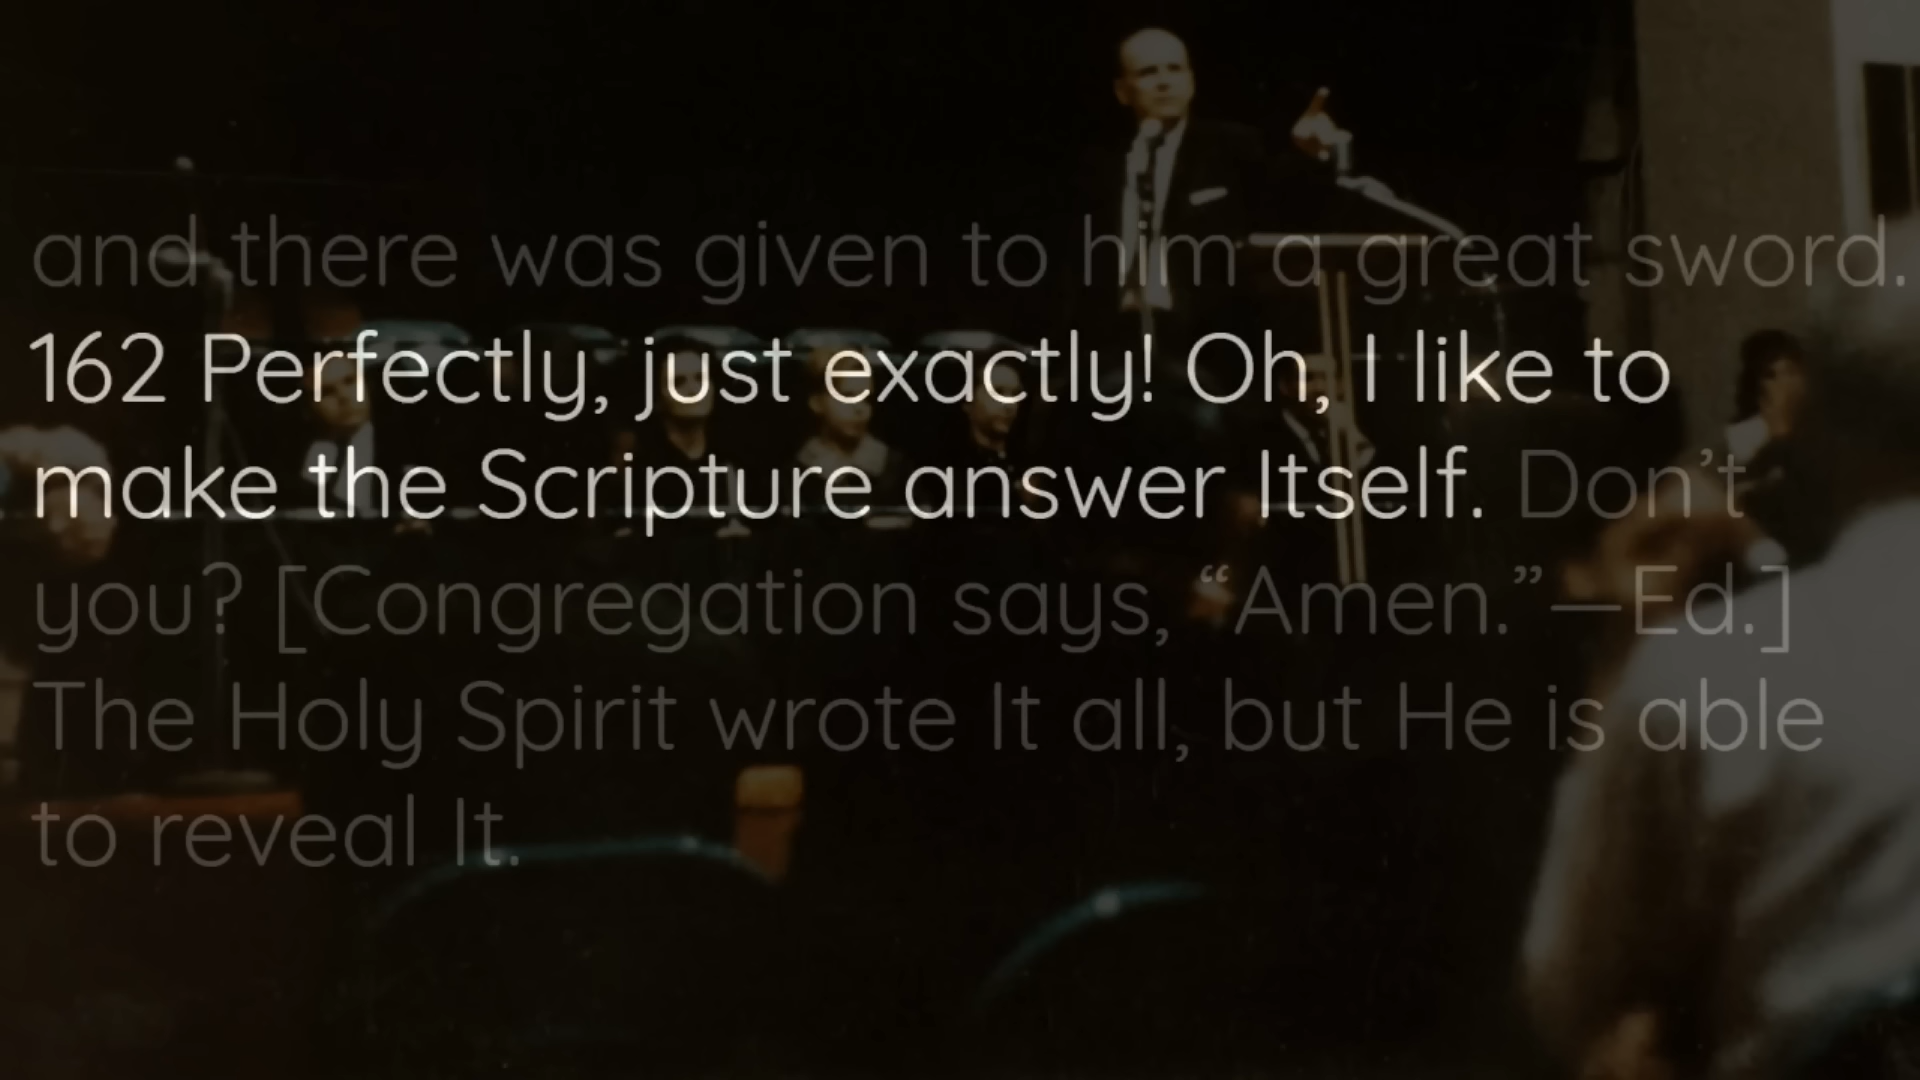 and there was given to him a great sword.
162 Perfectly, just exactly! Oh, I like to
make the Scripture answer Itself. Don’t
you? [Congregation says, “Amen.”—Ed.]
The Holy Spirit wrote It all, but He is able
to reveal It.